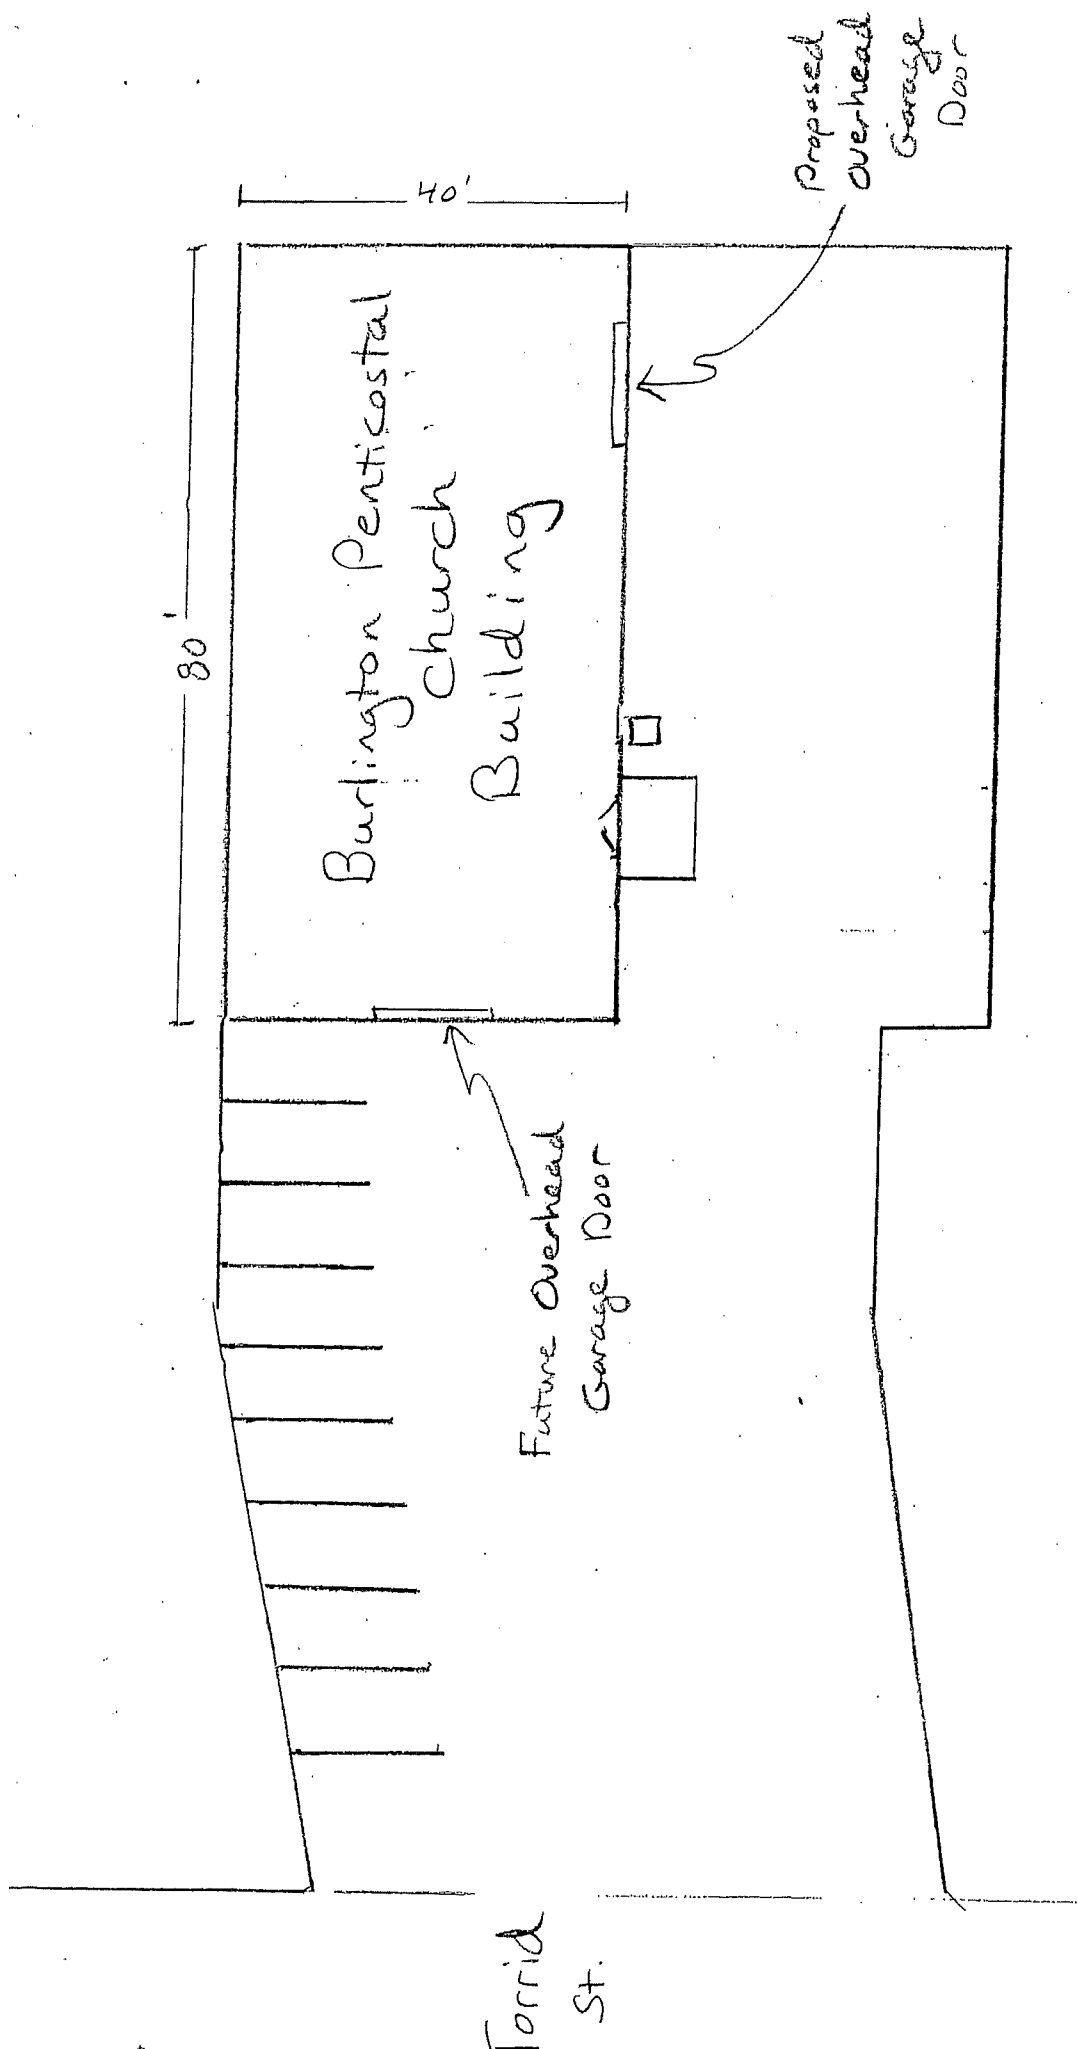 80'
40'
Burlington Penticostal
Church
Building
Proposed
Overhead
Garage
Door
Future Overhead
Garage Door
Torrid
St.